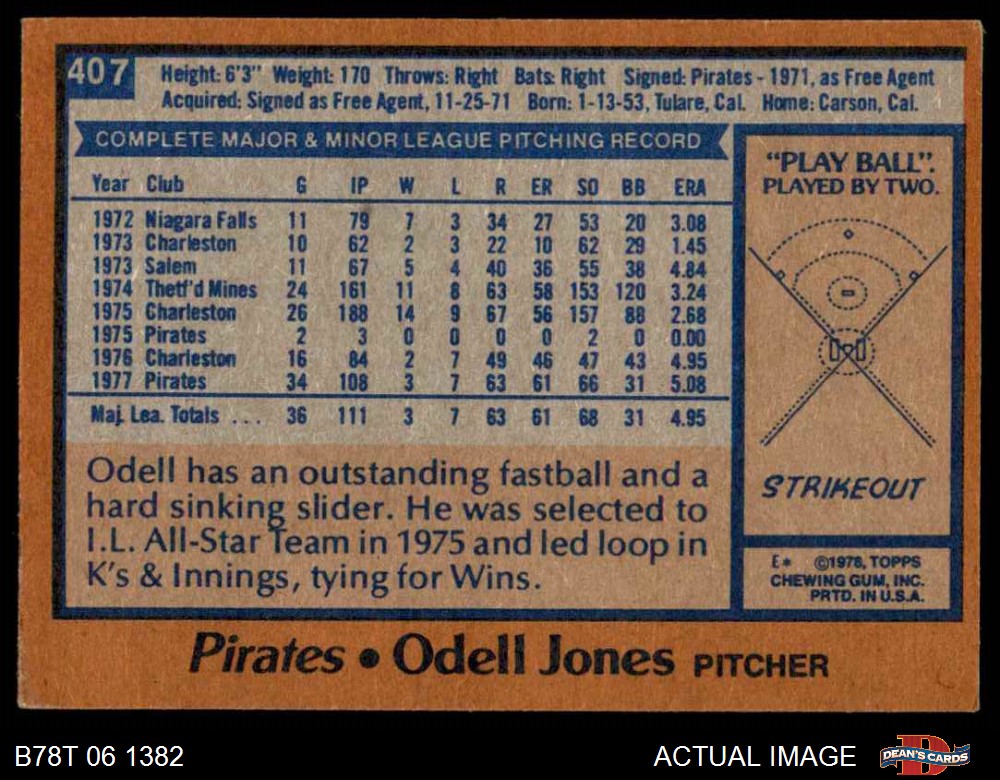 407
Height: 6'3" Weight: 170 Throws: Right Bats: Right Signed: Pirates - 1971, as Free Agent
Acquired: Signed as Free Agent, 11-25-71 Born: 1-13-53, Tulare, Cal. Home: Carson, Cal.
COMPLETE MAJOR & MINOR LEAGUE PITCHING RECORD
Year Club G IP W L R ER SO BB ERA
1972 Niagara Falls 11 79 7 3 34 27 53 20 3.08
1973 Charleston 10 62 2 3 22 10 62 29 1.45
1973 Salem 11 67 5 4 40 36 55 38 4.84
1974 Thetf'd Mines 24 161 11 8 63 58 153 120 3.24
1975 Charleston 26 188 14 9 67 56 157 88 2.68
1975 Pirates 2 3 0 0 0 0 2 0 0.00
1976 Charleston 16 84 2 7 49 46 47 43 4.95
1977 Pirates 34 108 3 7 63 61 66 31 5.08
Maj. Lea. Totals ... 36 111 3 7 63 61 68 31 4.95
Odell has an outstanding fastball and a
hard sinking slider. He was selected to
I.L. All-Star Team in 1975 and led loop in
K's & Innings, tying for Wins.
"PLAY BALL".
PLAYED BY TWO.
STRIKEOUT
E* ©1978, TOPPS
CHEWING GUM, INC.
PRTD. IN U.S.A.
Pirates • Odell Jones PITCHER
B78T 06 1382
ACTUAL IMAGE
D
DEAN'S CARDS